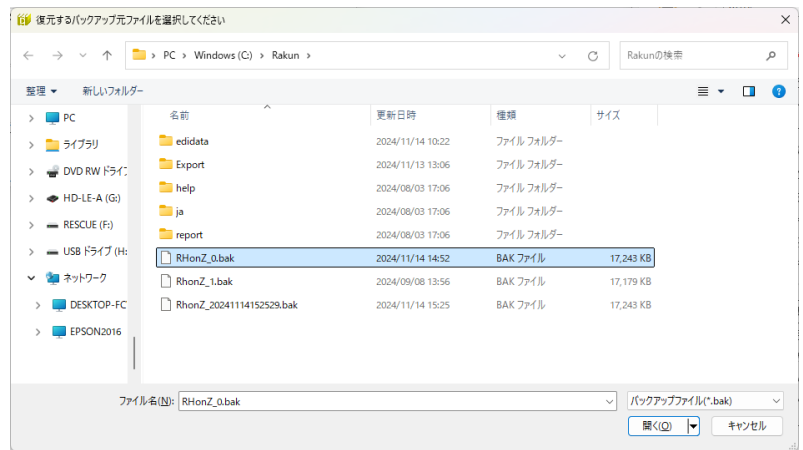 復元するバックアップ元ファイルを選択してください
PC › Windows (C:) › Rakun ›
Rakunの検索
整理 新しいフォルダー
名前 更新日時 種類 サイズ
PC
ライブラリ
DVD RW ドライブ
HD-LE-A (G:)
RESCUE (F:)
USB ドライブ (H:
ネットワーク
DESKTOP-FC
EPSON2016
edidata 2024/11/14 10:22 ファイル フォルダー
Export 2024/11/13 13:06 ファイル フォルダー
help 2024/08/03 17:06 ファイル フォルダー
ja 2024/08/03 17:06 ファイル フォルダー
report 2024/08/03 17:06 ファイル フォルダー
RHonZ_0.bak 2024/11/14 14:52 BAK ファイル 17,243 KB
RhonZ_1.bak 2024/09/08 13:56 BAK ファイル 17,179 KB
RhonZ_20241114152529.bak 2024/11/14 15:25 BAK ファイル 17,243 KB
ファイル名(N): RHonZ_0.bak
バックアップファイル(*.bak)
開く(O) キャンセル